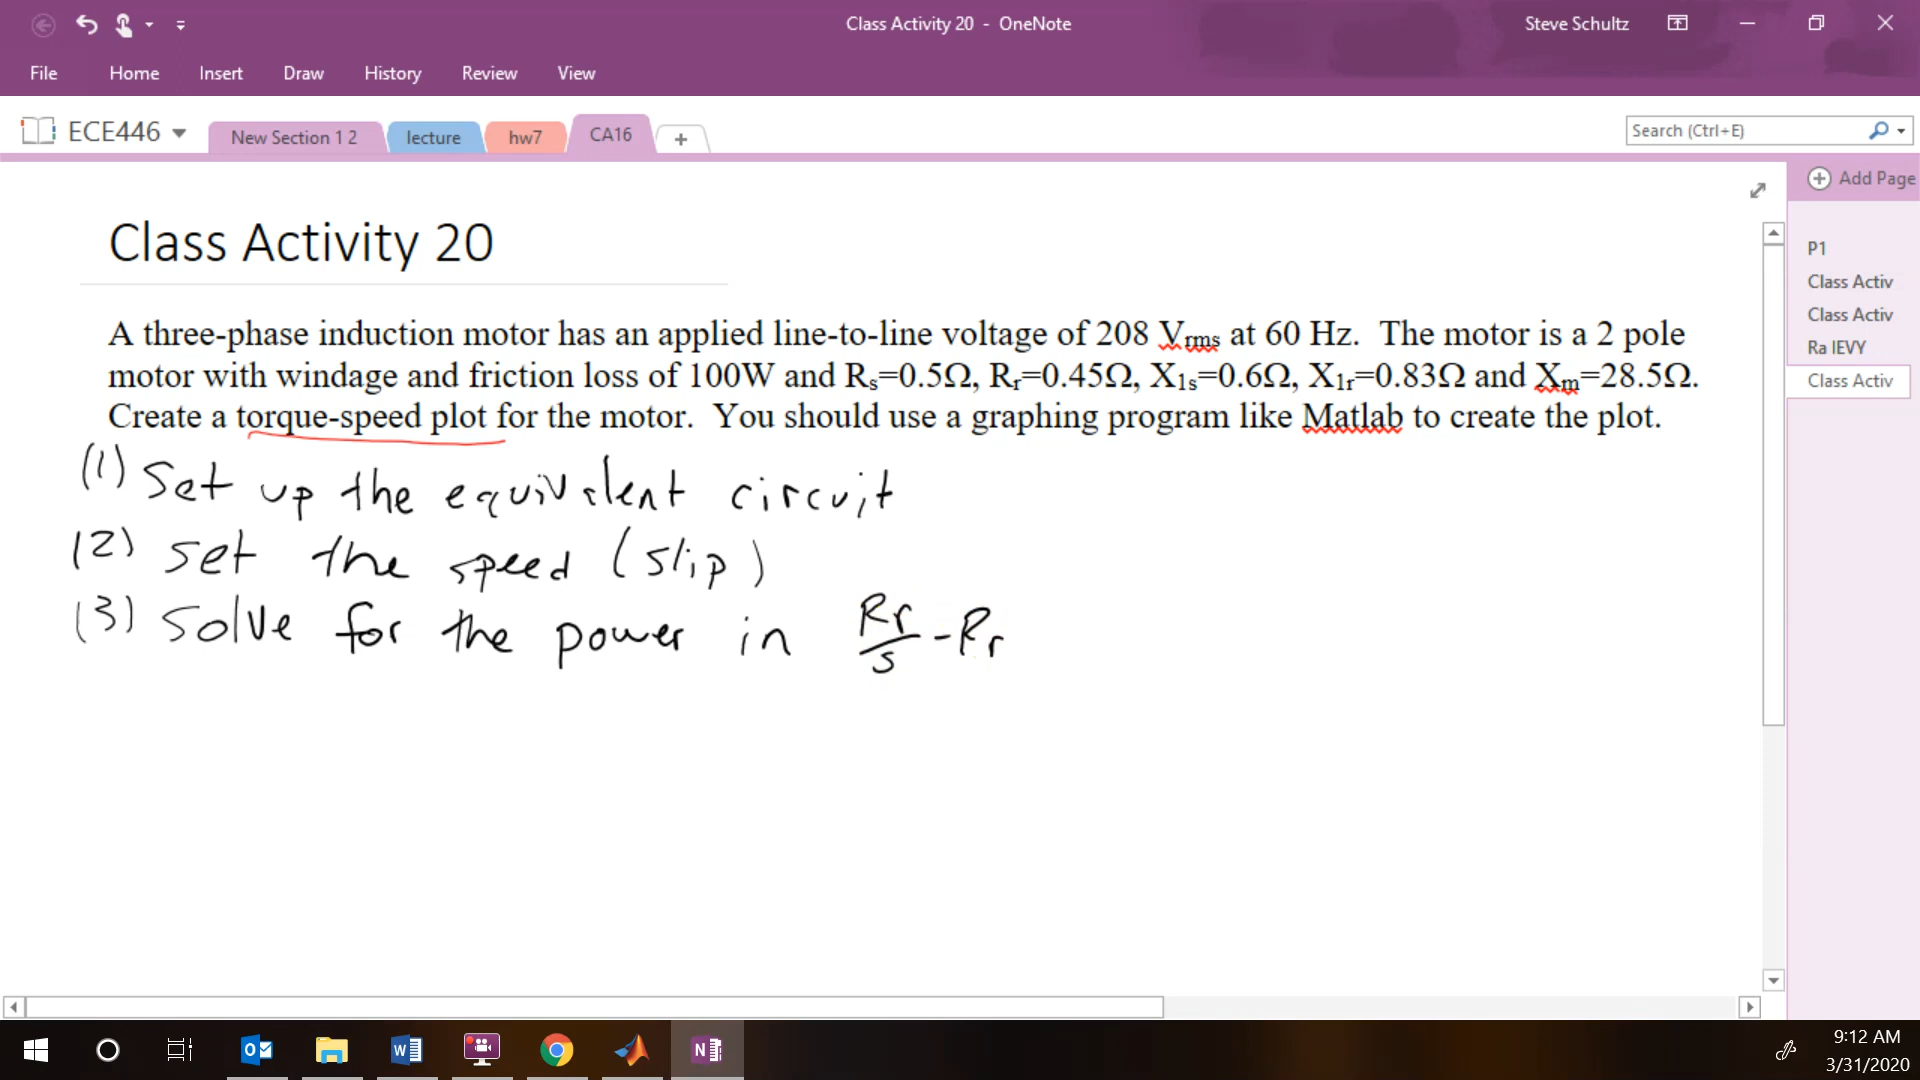 Class Activity 20 - OneNote
Steve Schultz
File Home Insert Draw History Review View
ECE446
New Section 1 2 lecture hw7 CA16 +
Search (Ctrl+E)
Add Page
P1
Class Activ
Class Activ
Ra IEVY
Class Activ
Class Activity 20
A three-phase induction motor has an applied line-to-line voltage of 208 Vrms at 60 Hz. The motor is a 2 pole
motor with windage and friction loss of 100W and Rs=0.5Ω, Rr=0.45Ω, X1s=0.6Ω, X1r=0.83Ω and Xm=28.5Ω.
Create a torque-speed plot for the motor. You should use a graphing program like Matlab to create the plot.
(1) Set up the equivalent circuit
(2) set the speed (slip)
(3) solve for the power in Rr/s - Rr
9:12 AM
3/31/2020